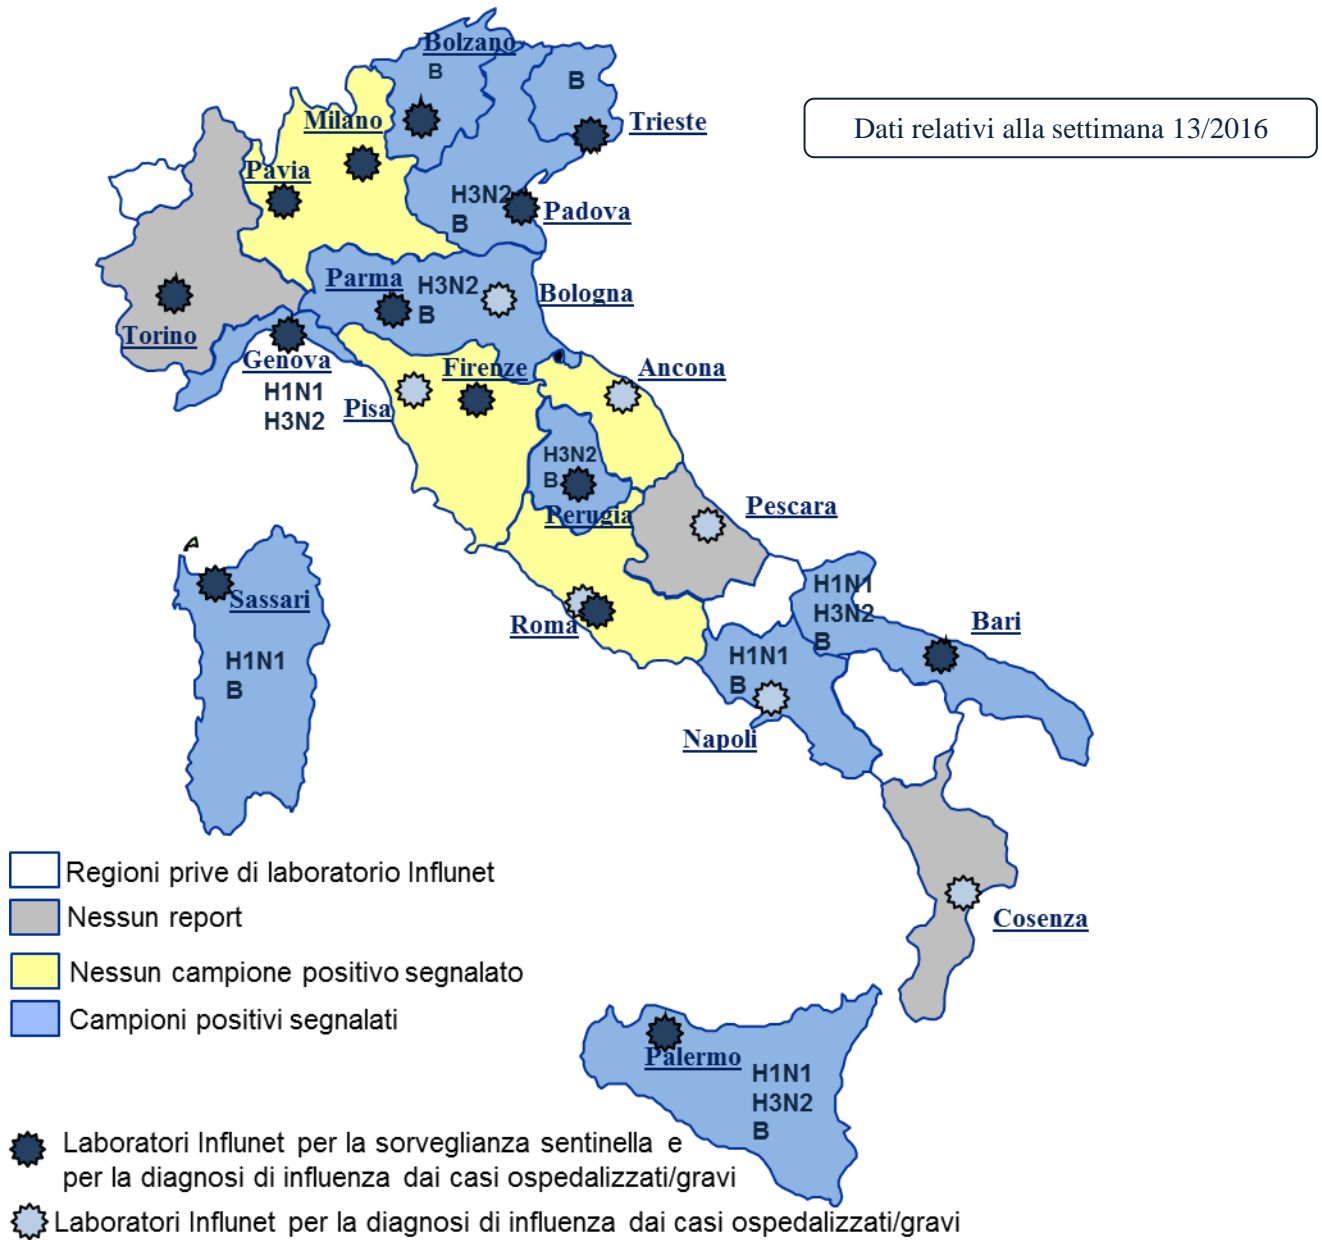 Bolzano
B
B
Milano
Trieste
Dati relativi alla settimana 13/2016
Pavia
H3N2
B
Padova
Parma
H3N2
B
Bologna
Torino
Genova
H1N1
H3N2
Firenze
Pisa
Ancona
H3N2
B
Perugia
Pescara
Sassari
H1N1
B
Roma
H1N1
H3N2
B
Bari
H1N1
B
Napoli
Regioni prive di laboratorio Influnet
Nessun report
Nessun campione positivo segnalato
Campioni positivi segnalati
Cosenza
Palermo
H1N1
H3N2
B
Laboratori Influnet per la sorveglianza sentinella e
per la diagnosi di influenza dai casi ospedalizzati/gravi
Laboratori Influnet per la diagnosi di influenza dai casi ospedalizzati/gravi